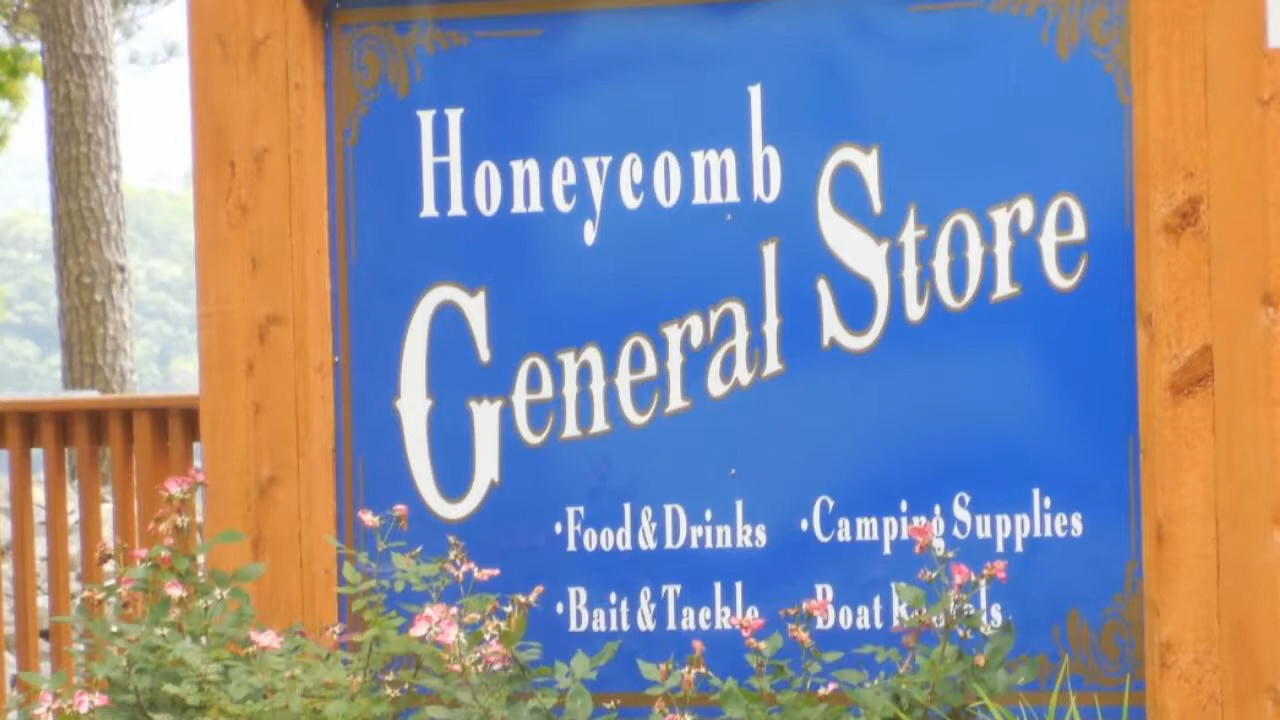 Honeycomb
General Store
•Food & Drinks •Camping Supplies
•Bait & Tackle Boat